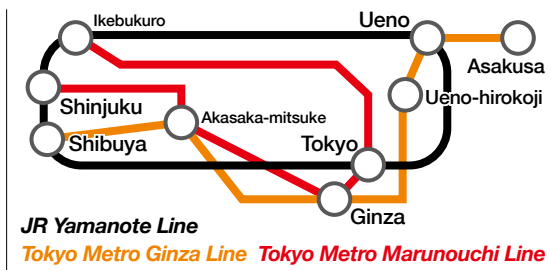 Ikebukuro
Ueno
Asakusa
Shinjuku
Ueno-hirokoji
Akasaka-mitsuke
Shibuya
Tokyo
Ginza
JR Yamanote Line
Tokyo Metro Ginza Line Tokyo Metro Marunouchi Line